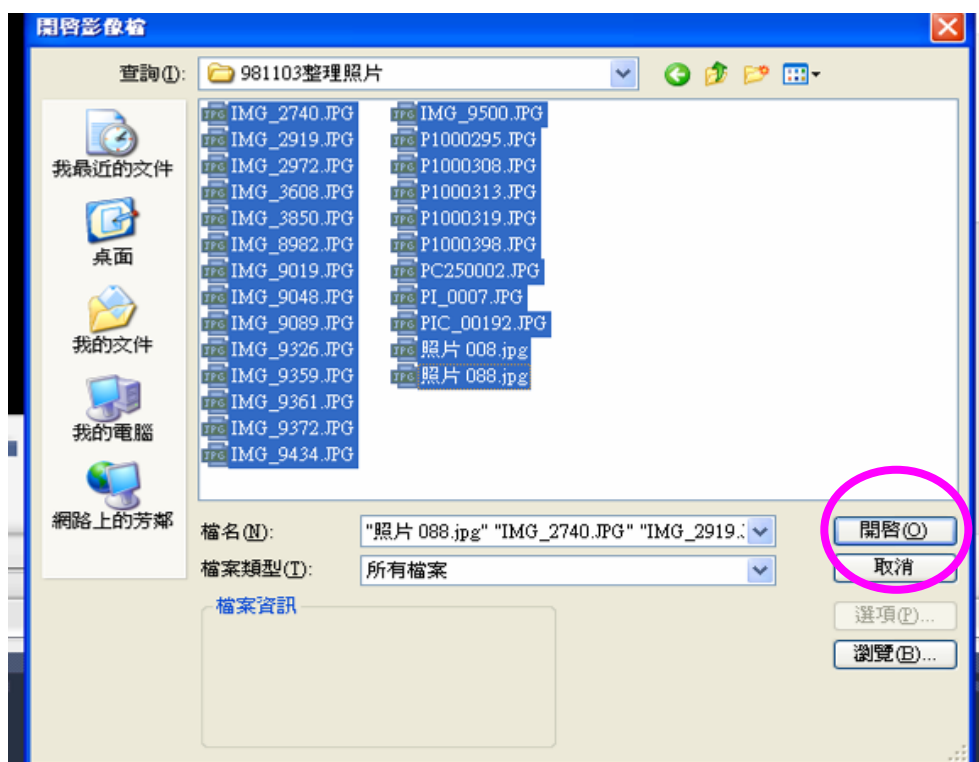 開啓影像檔
查詢(I): 981103整理照片
我最近的文件
桌面
我的文件
我的電腦
網路上的芳鄰
IMG_2740.JPG
IMG_2919.JPG
IMG_2972.JPG
IMG_3608.JPG
IMG_3850.JPG
IMG_8982.JPG
IMG_9019.JPG
IMG_9048.JPG
IMG_9089.JPG
IMG_9326.JPG
IMG_9359.JPG
IMG_9361.JPG
IMG_9372.JPG
IMG_9434.JPG
IMG_9500.JPG
P1000295.JPG
P1000308.JPG
P1000313.JPG
P1000319.JPG
P1000398.JPG
PC250002.JPG
PI_0007.JPG
PIC_00192.JPG
照片 008.jpg
照片 088.jpg
檔名(N): "照片 088.jpg" "IMG_2740.JPG" "IMG_2919.
開啓(O)
檔案類型(T): 所有檔案
取消
檔案資訊
選項(P)...
瀏覽(B)...